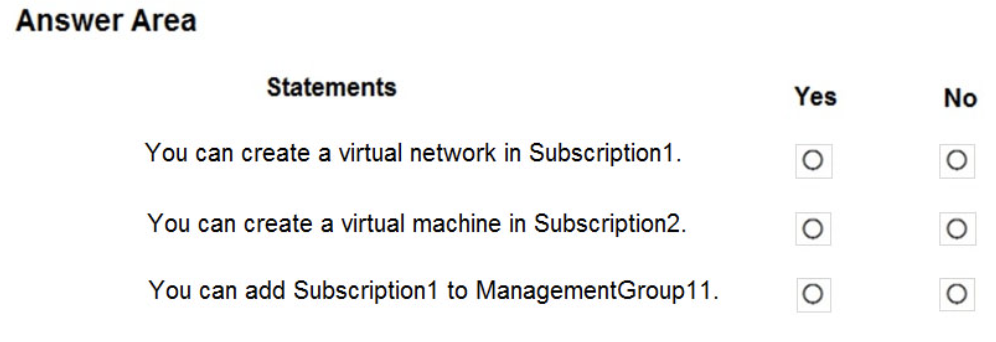 Answer Area
Statements Yes No
You can create a virtual network in Subscription1.
You can create a virtual machine in Subscription2.
You can add Subscription1 to ManagementGroup11.